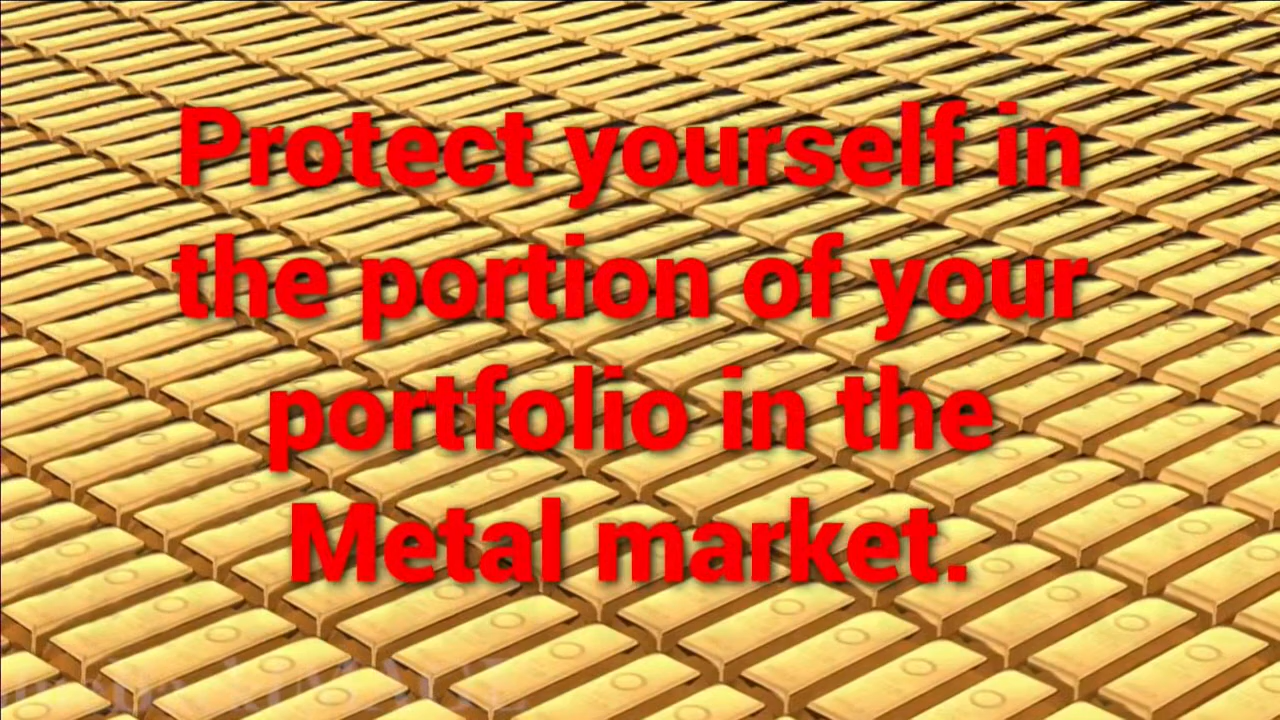 Protect yourself in
the portion of your
portfolio in the
Metal market.